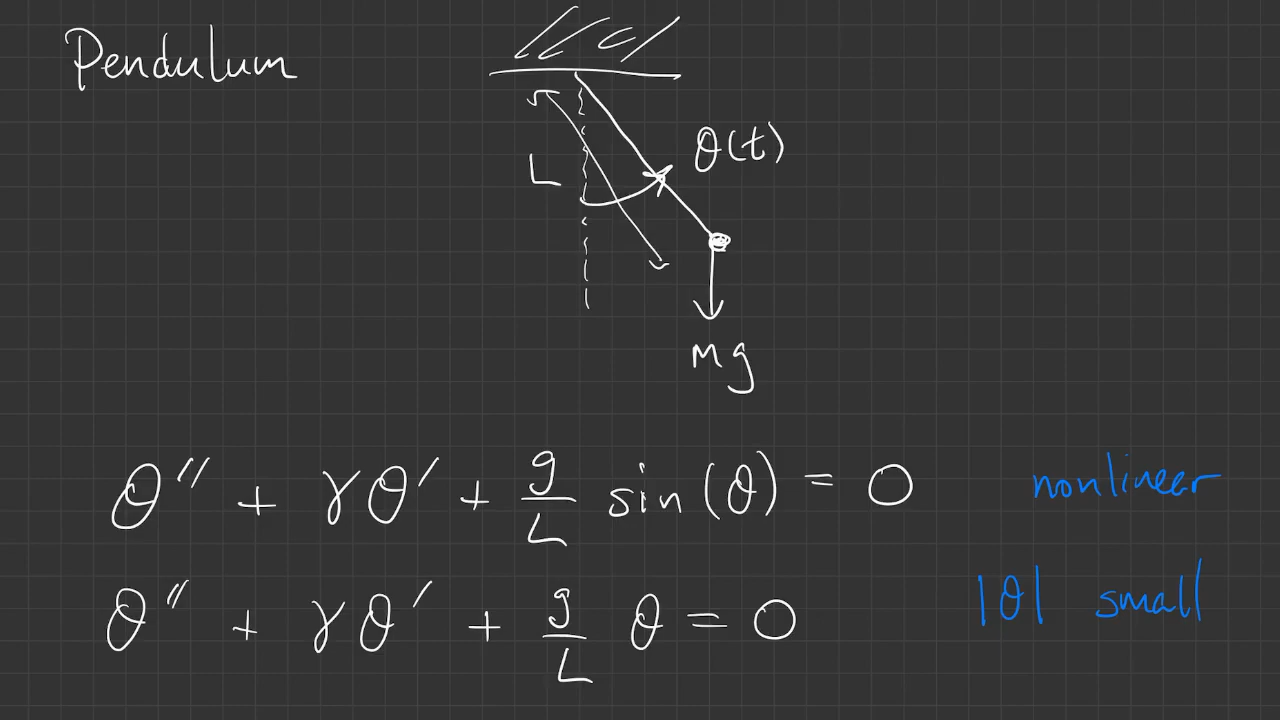 Pendulum
θ(t)
L
Mg
θ'' + γθ' + g/L sin(θ) = 0 nonlinear
θ'' + γθ' + g/L θ = 0 |θ| small